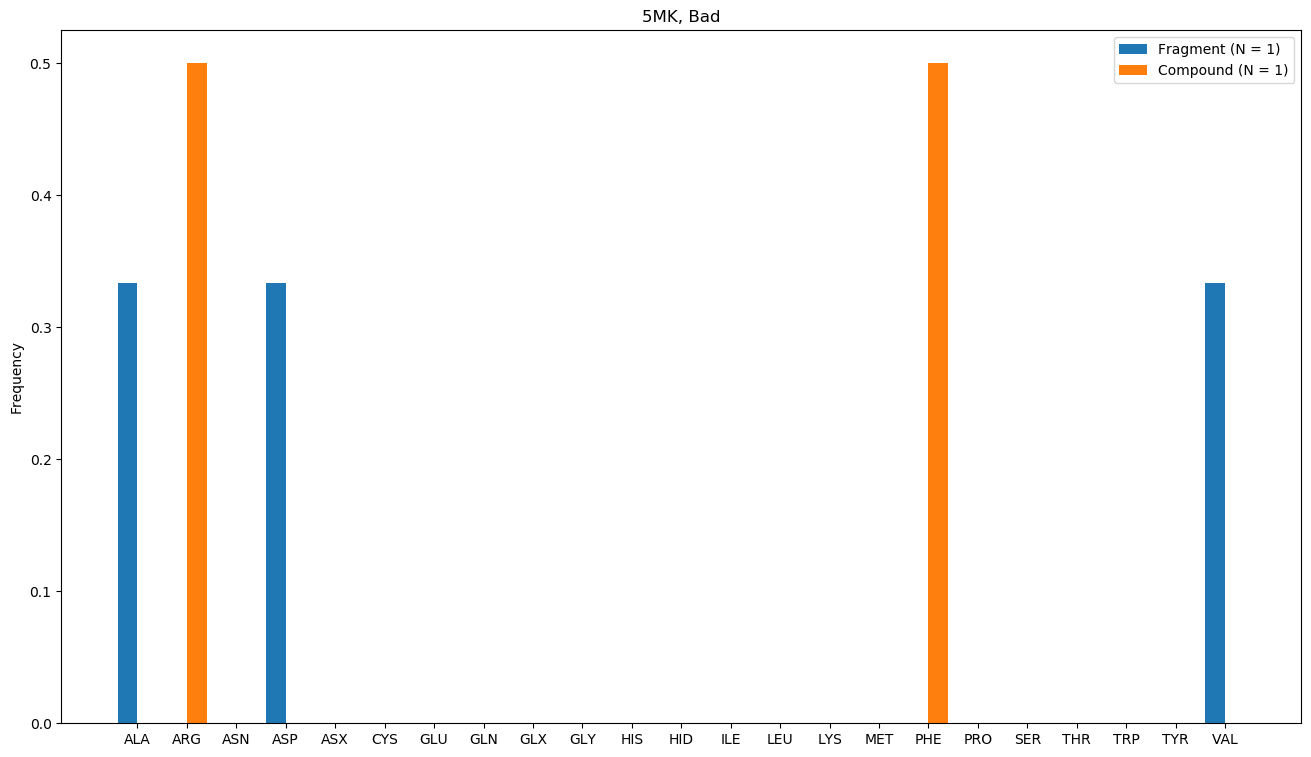 5MK, Bad
Fragment (N = 1)
Compound (N = 1)
Frequency
0.5
0.4
0.3
0.2
0.1
0.0
ALA ARG ASN ASP ASX CYS GLU GLN GLX GLY HIS HID ILE LEU LYS MET PHE PRO SER THR TRP TYR VAL